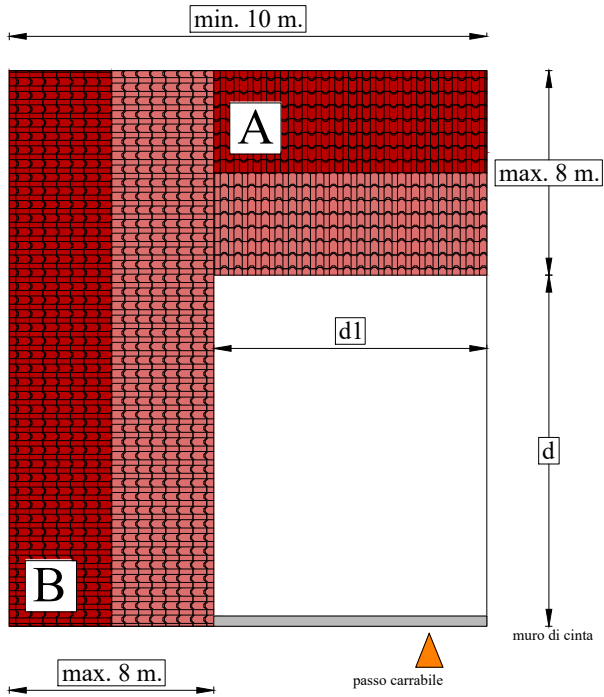 min. 10 m.
A
max. 8 m.
d1
d
B
muro di cinta
passo carrabile
max. 8 m.